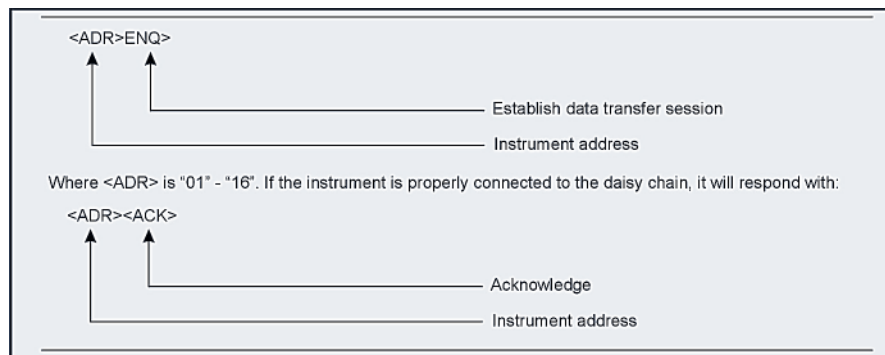 <ADR>ENQ>
Establish data transfer session
Instrument address
Where <ADR> is “01” - “16”. If the instrument is properly connected to the daisy chain, it will respond with:
<ADR><ACK>
Acknowledge
Instrument address